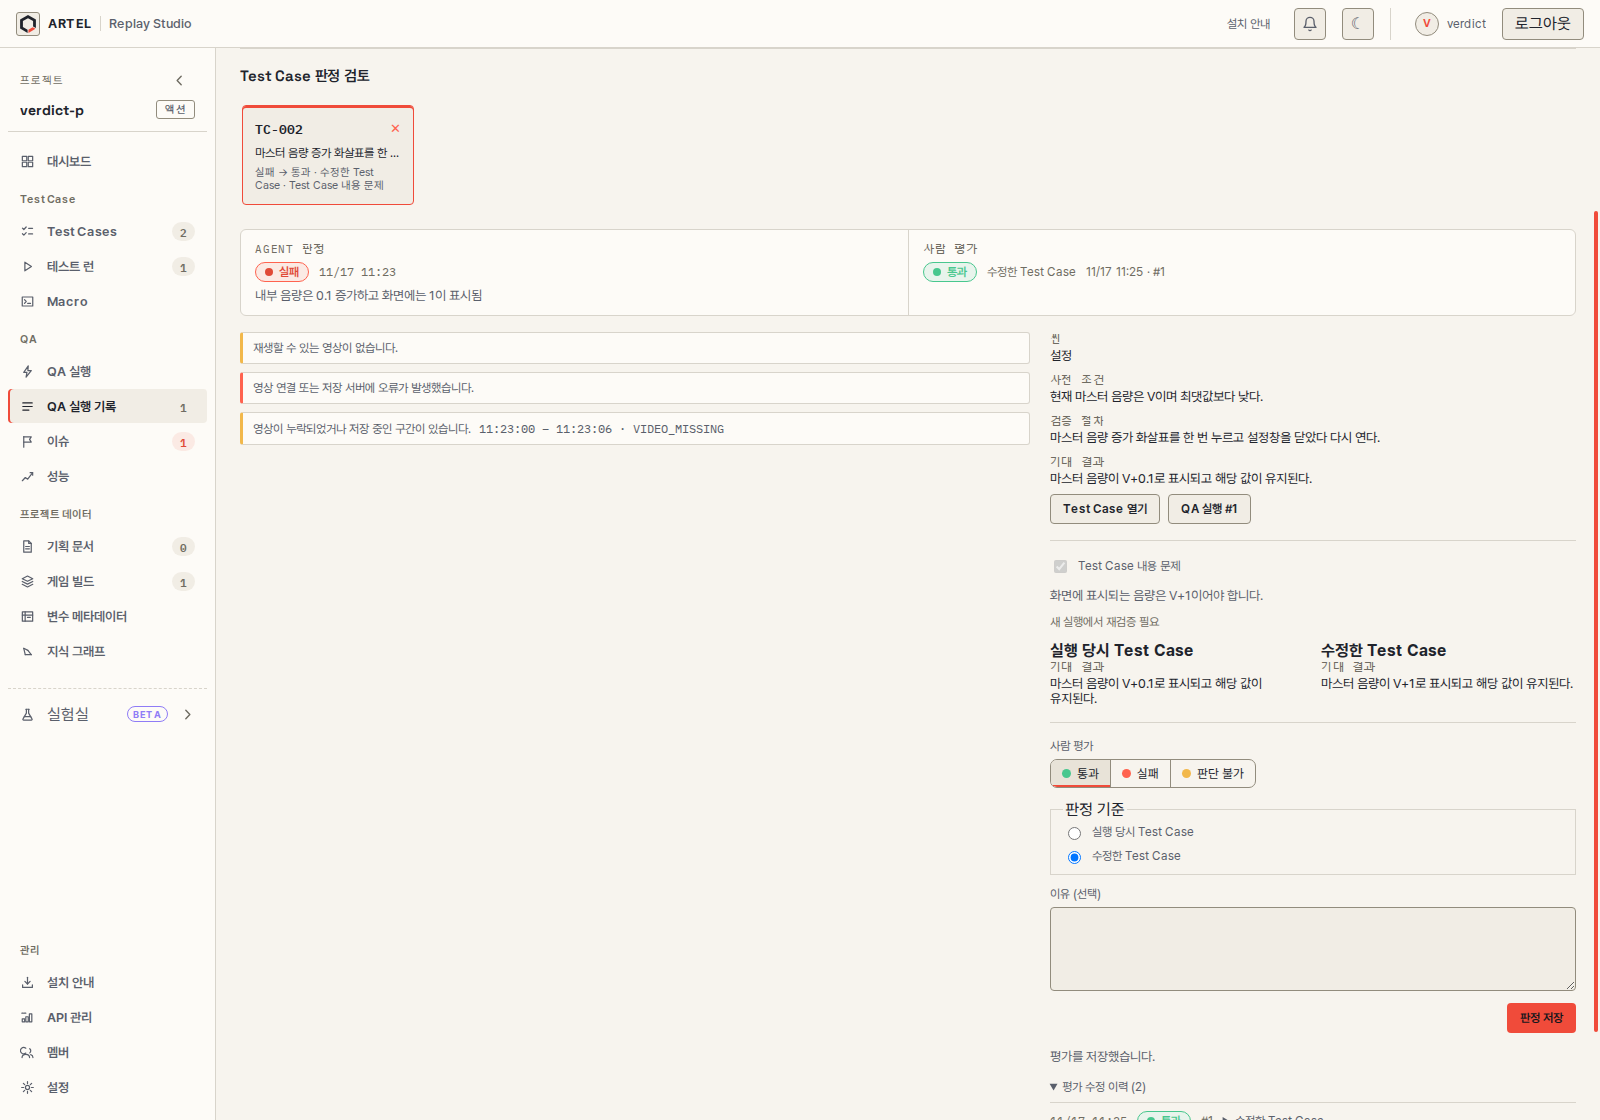 ARTEL
Replay Studio
설치 안내
V
verdict
로그아웃
프로젝트
verdict-p
액션
대시보드
Test Case
Test Cases
2
테스트 런
1
Macro
QA
QA 실행
QA 실행 기록
1
이슈
1
성능
프로젝트 데이터
기획 문서
0
게임 빌드
1
변수 메타데이터
지식 그래프
실험실
BETA
관리
설치 안내
API 관리
멤버
설정
Test Case 판정 검토
TC-002
마스터 음량 증가 화살표를 한 ...
실패 → 통과 · 수정한 Test
Case · Test Case 내용 문제
AGENT 판정
실패
11/17 11:23
내부 음량은 0.1 증가하고 화면에는 1이 표시됨
사람 평가
통과
수정한 Test Case
11/17 11:25 · #1
재생할 수 있는 영상이 없습니다.
영상 연결 또는 저장 서버에 오류가 발생했습니다.
영상이 누락되었거나 저장 중인 구간이 있습니다. 11:23:00 – 11:23:06 · VIDEO_MISSING
씬
설정
사전 조건
현재 마스터 음량은 V이며 최댓값보다 낮다.
검증 절차
마스터 음량 증가 화살표를 한 번 누르고 설정창을 닫았다 다시 연다.
기대 결과
마스터 음량이 V+0.1로 표시되고 해당 값이 유지된다.
Test Case 열기
QA 실행 #1
Test Case 내용 문제
화면에 표시되는 음량은 V+1이어야 합니다.
새 실행에서 재검증 필요
실행 당시 Test Case
기대 결과
마스터 음량이 V+0.1로 표시되고 해당 값이
유지된다.
수정한 Test Case
기대 결과
마스터 음량이 V+1로 표시되고 해당 값이 유지된다.
사람 평가
통과
실패
판단 불가
판정 기준
실행 당시 Test Case
수정한 Test Case
이유 (선택)
판정 저장
평가를 저장했습니다.
▼ 평가 수정 이력 (2)
11/17 11:25
통과
#1
수정한 Test Case